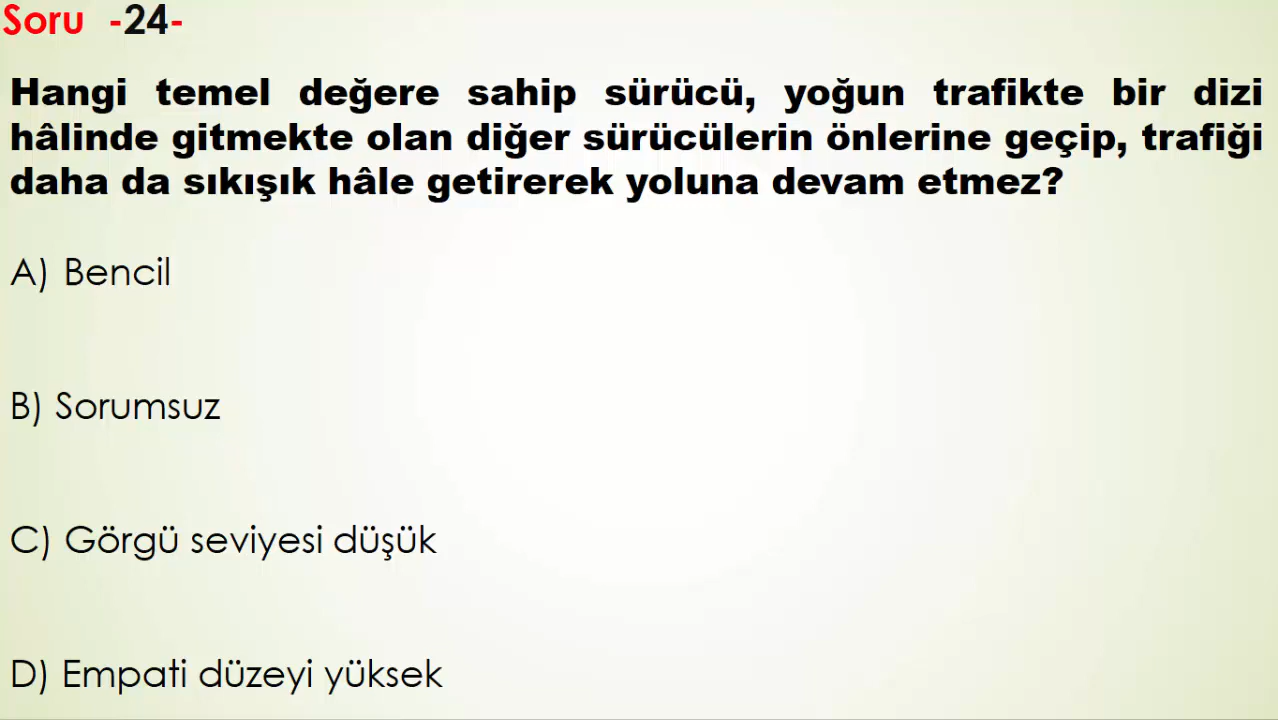 Soru -24-
Hangi temel değere sahip sürücü, yoğun trafikte bir dizi
hâlinde gitmekte olan diğer sürücülerin önlerine geçip, trafiği
daha da sıkışık hâle getirerek yoluna devam etmez?
A) Bencil
B) Sorumsuz
C) Görgü seviyesi düşük
D) Empati düzeyi yüksek